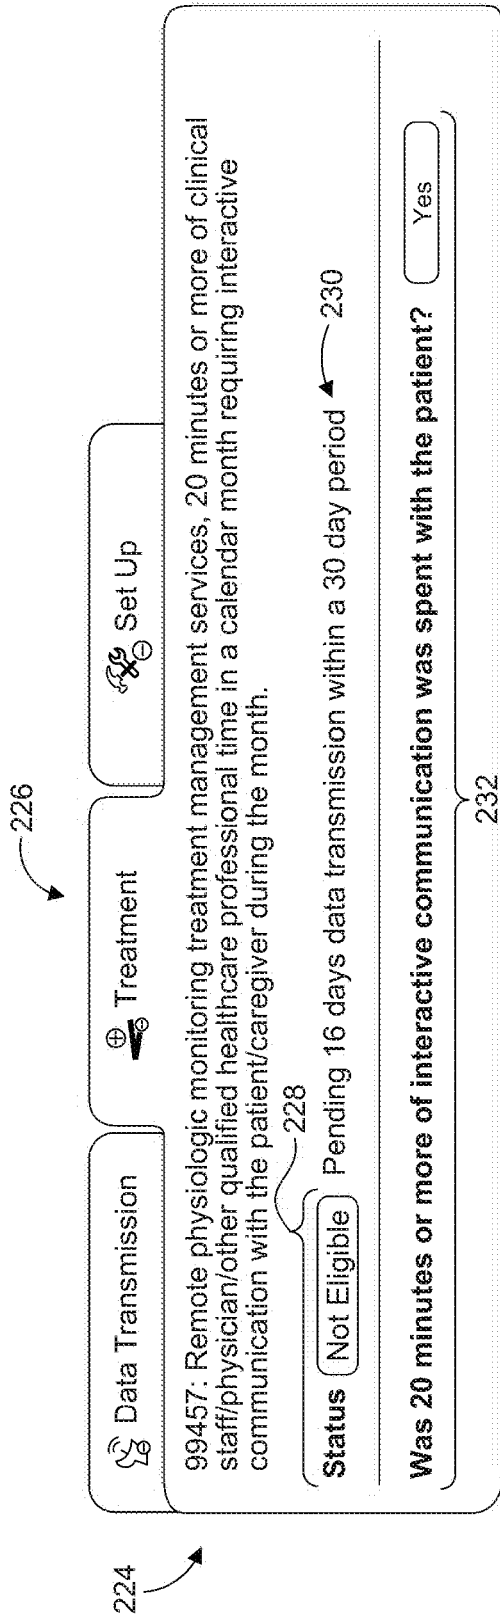 226
224
Data Transmission
Treatment
Set Up
99457: Remote physiologic monitoring treatment management services, 20 minutes or more of clinical
staff/physician/other qualified healthcare professional time in a calendar month requiring interactive
communication with the patient/caregiver during the month.
228
230
Status Not Eligible Pending 16 days data transmission within a 30 day period
Was 20 minutes or more of interactive communication was spent with the patient? Yes
232